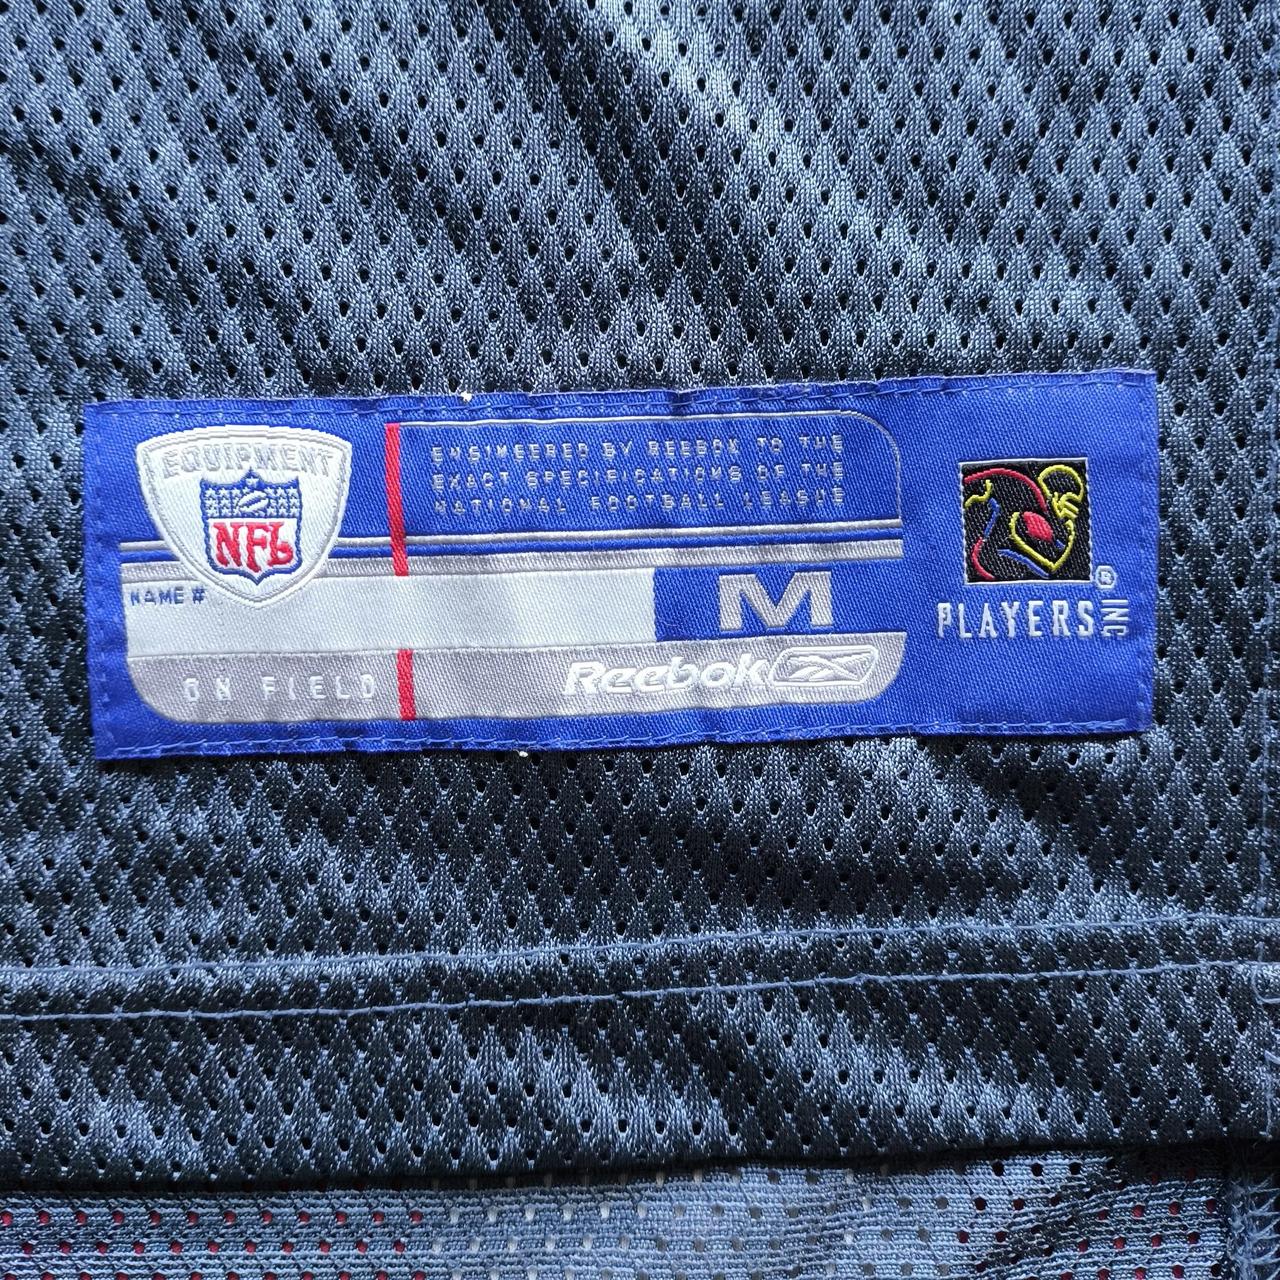 EQUIPMENT
NFL
ENGINEERED BY REEBOK TO THE
EXACT SPECIFICATIONS OF THE
NATIONAL FOOTBALL LEAGUE
NAME #
M
ON FIELD
Reebok
PLAYERS INC ®